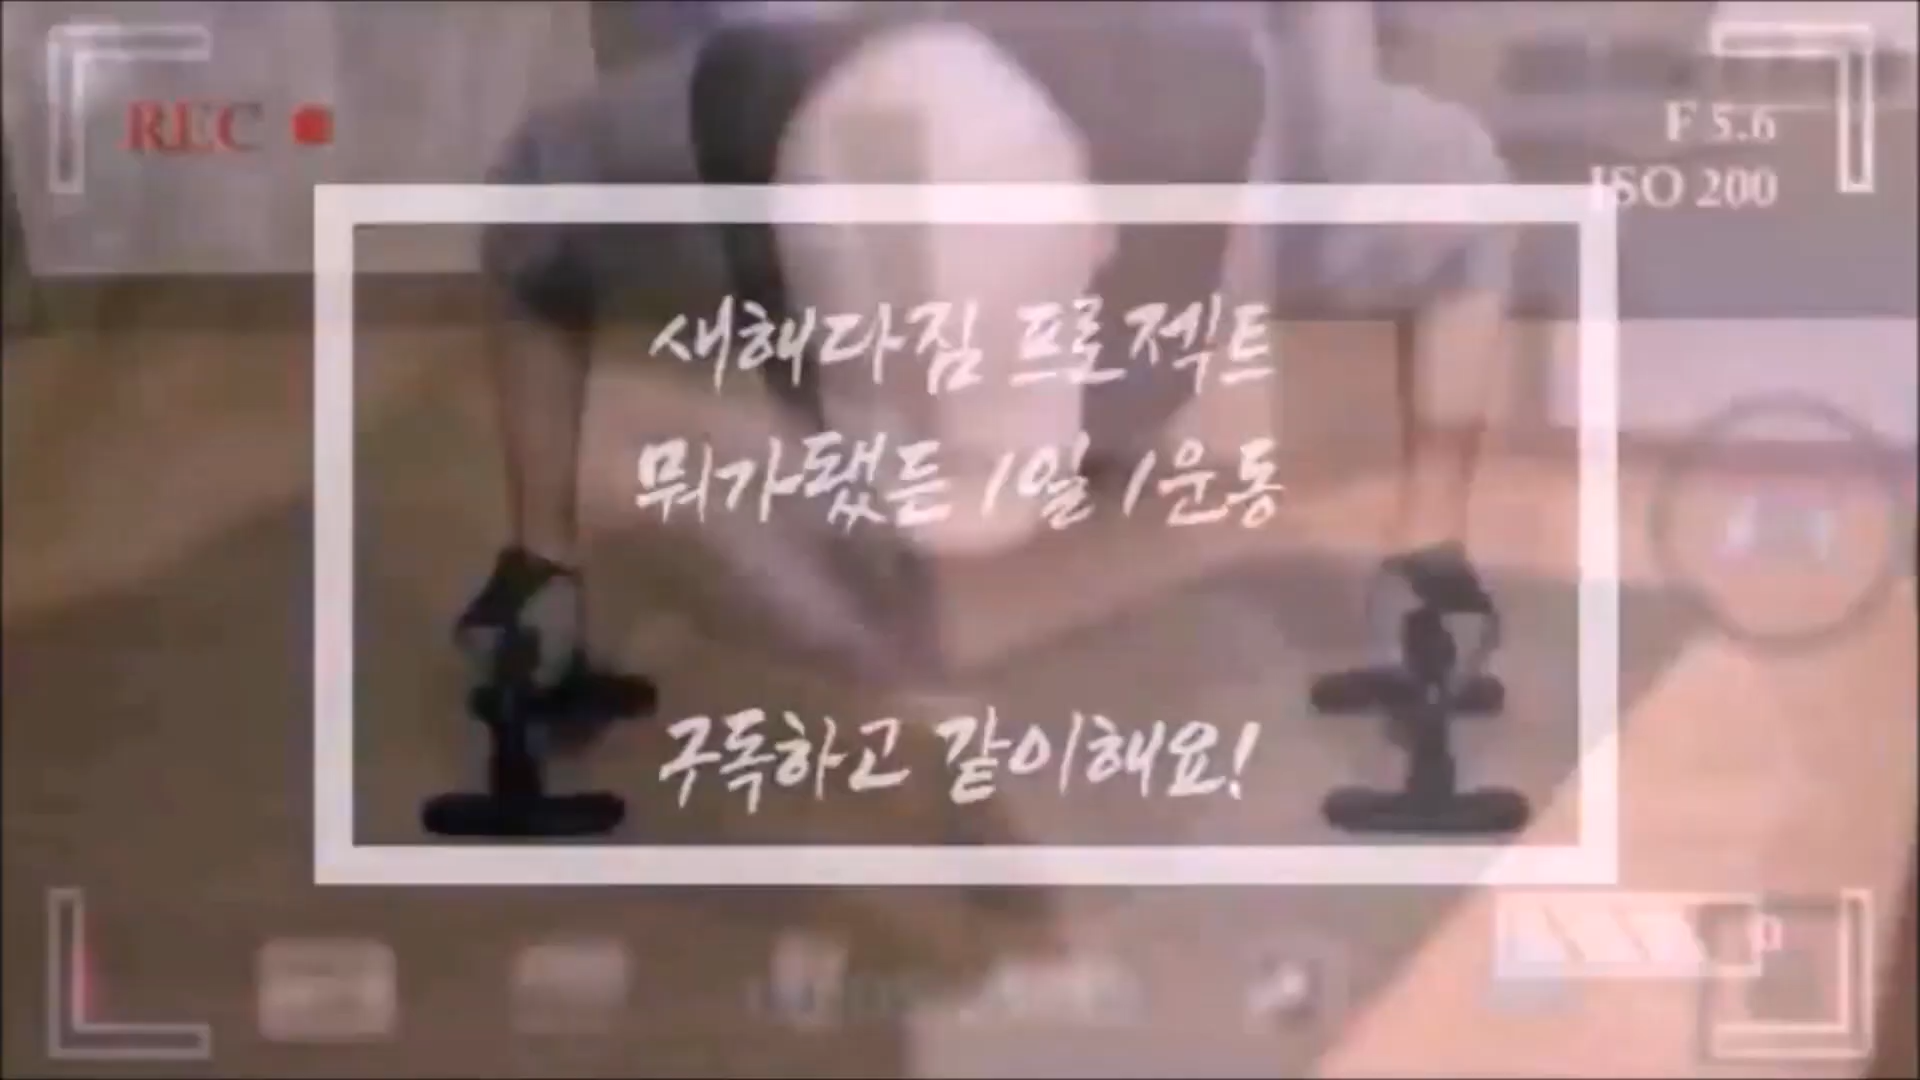 REC
F 5.6
ISO 200
새해다짐 프로젝트
뭐가됐든 1일 1운동
구독하고 같이해요!